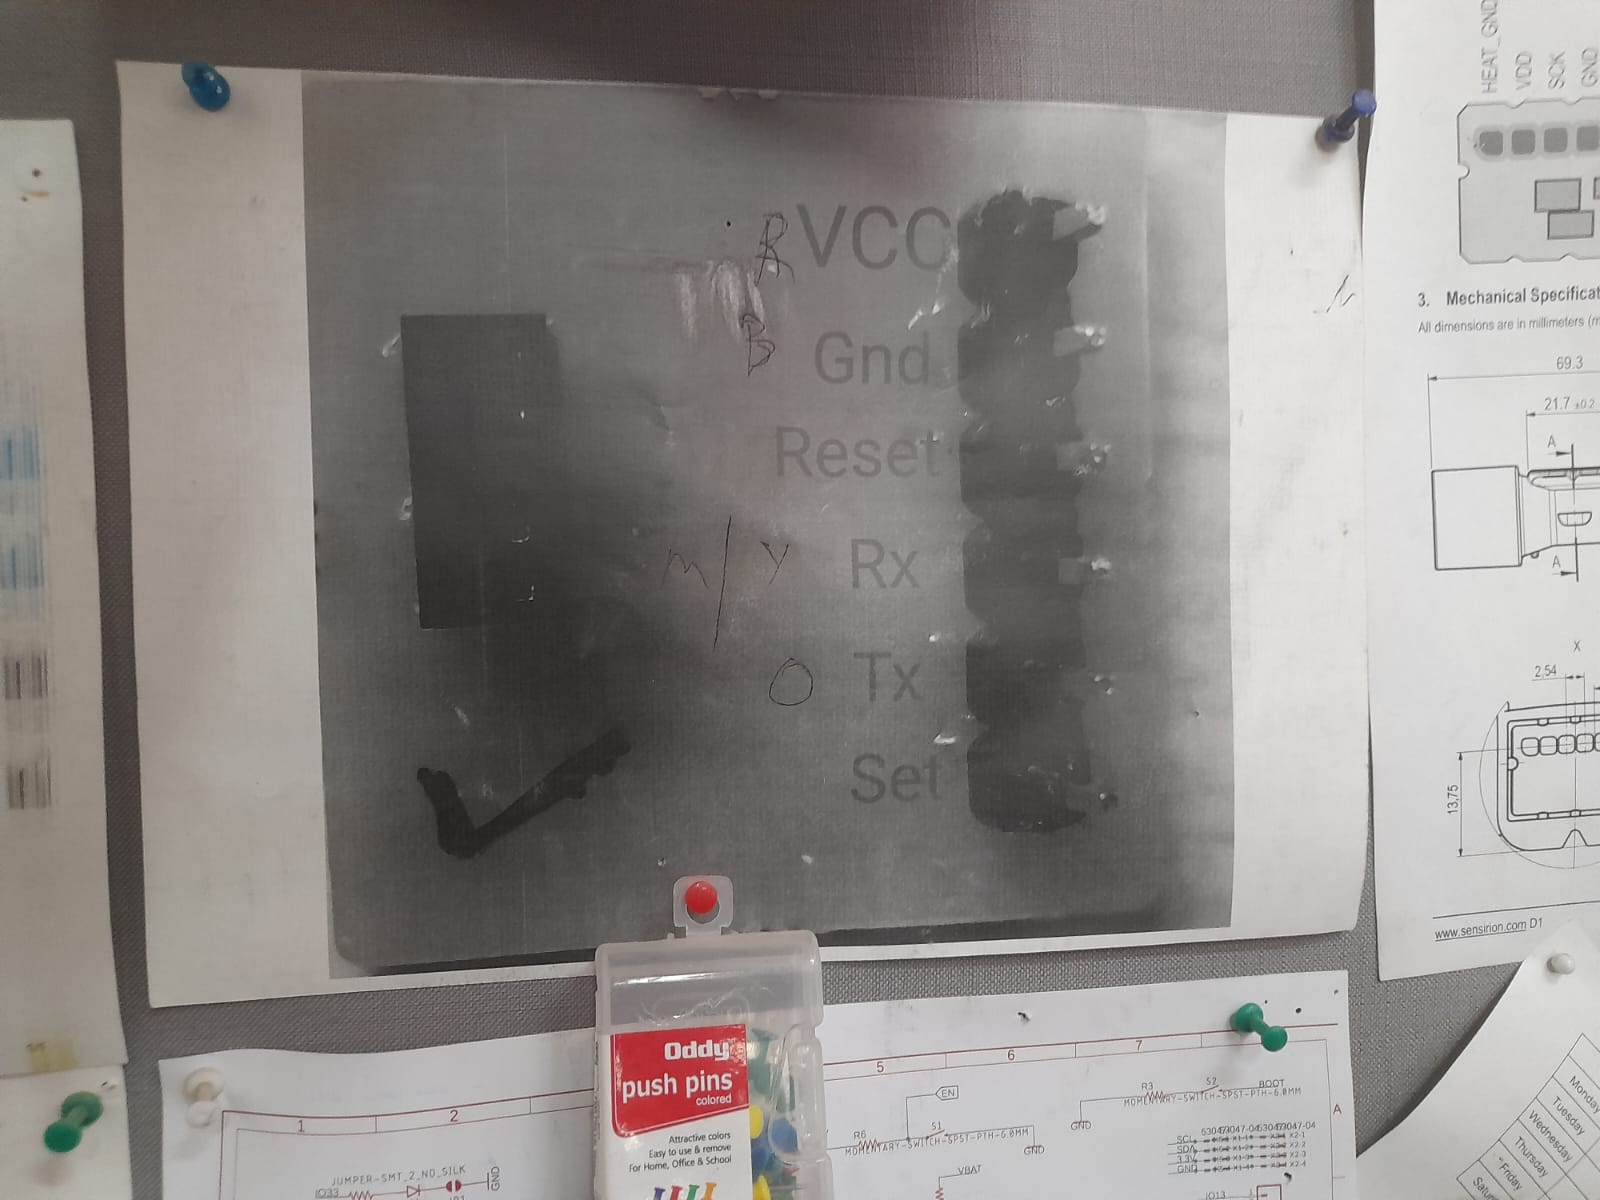 HEAT_GND
VDD
SCK
GND
R VCC
B Gnd
Reset
m/y Rx
O Tx
Set
3. Mechanical
All dimensions are in millimeters
69.3
21.7 ±0.2
A
A
X
2,54
13,75
www.sensirion.com D1
Oddy
push pins
colored
Attractive colors
Easy to use & remove
For Home, Office & School
1
2
5
6
7
A
EN
R3
S2
BOOT
MOMENTARY-SWITCH-SPST-PTH-6.0MM
GND
R6
S1
MOMENTARY-SWITCH-SPST-PTH-6.0MM
GND
VBAT
SCL
SDA
3.3V
GND
X2-1
X2-2
X2-3
X2-4
IO13
JUMPER-SMT_2_NO_SILK
IO33
GND
Monday
Tuesday
Wednesday
Thursday
Friday